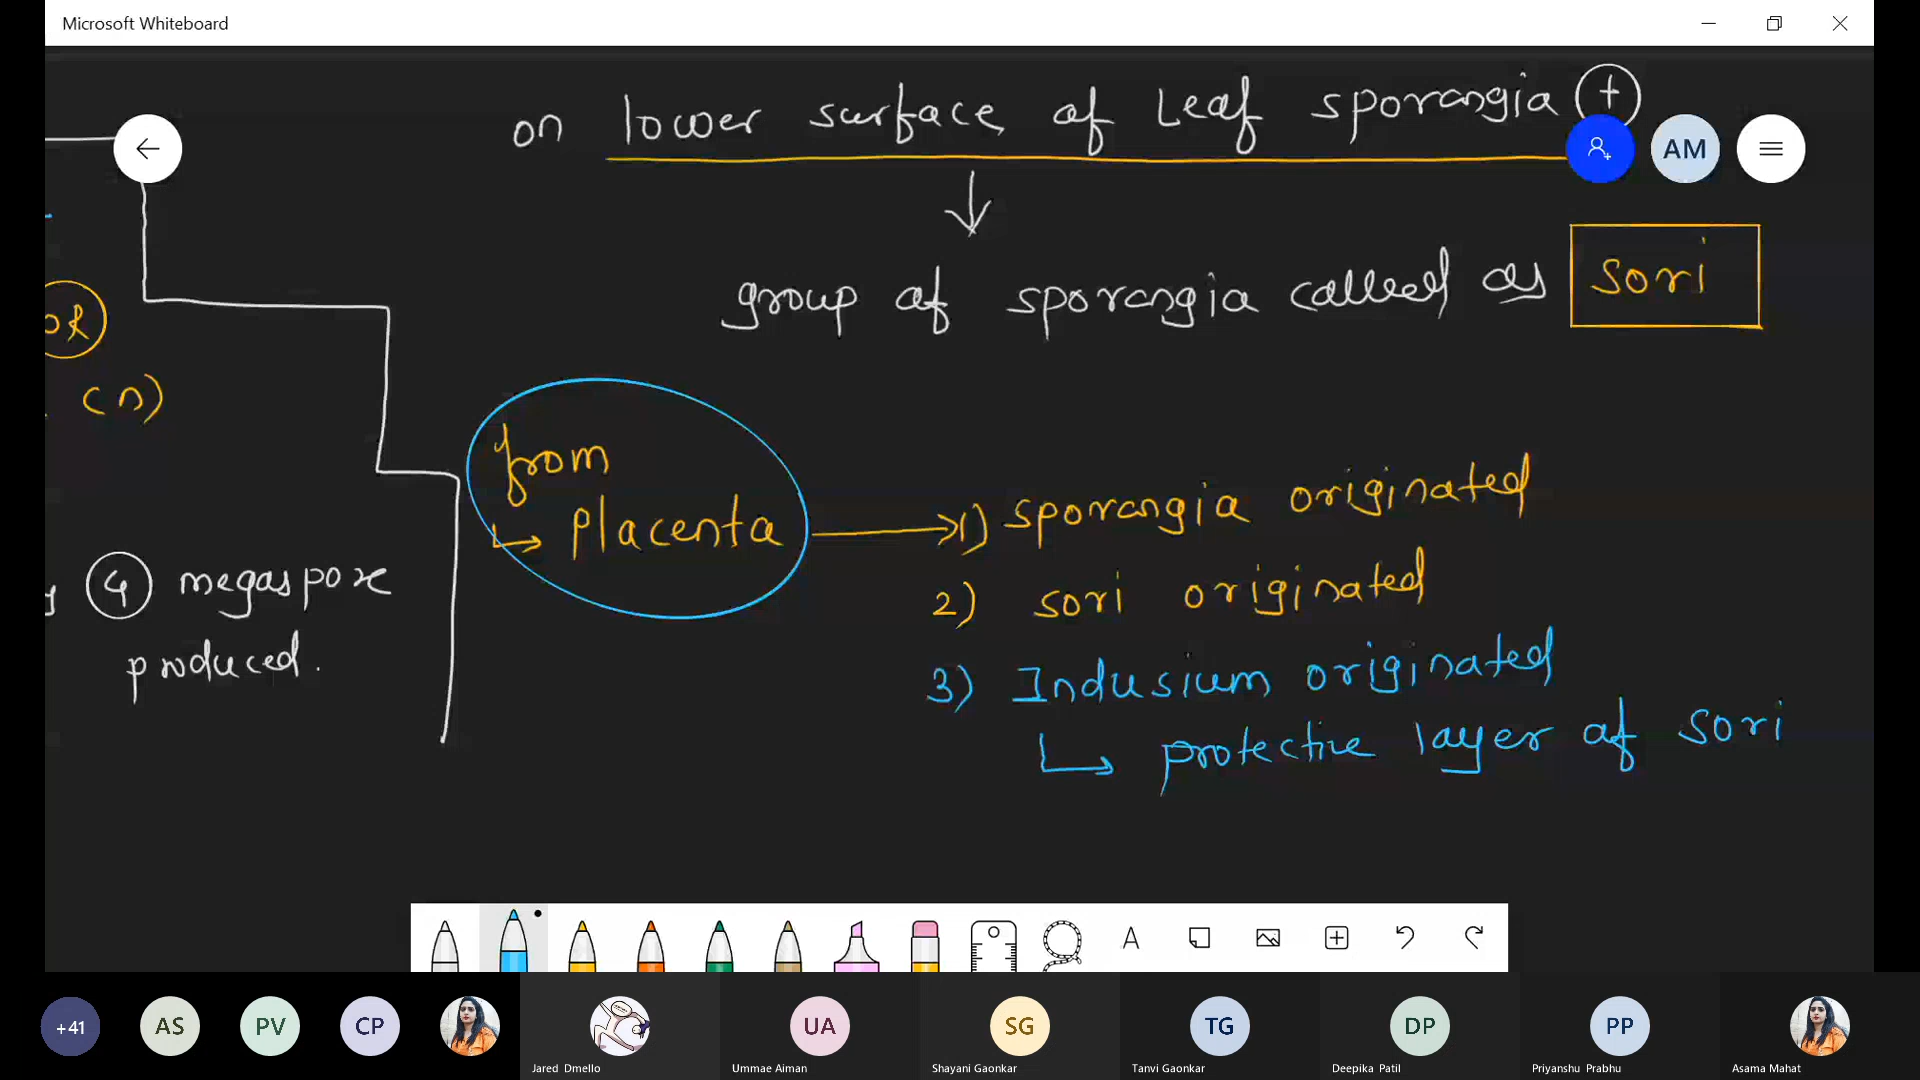 Microsoft Whiteboard
on lower surface of Leaf sporangia +
AM
group of sporangia called as sori
OR
(n)
from
Placenta
1) sporangia originated
2) sori originated
3) Indusium originated
protective layer of sori
4 megaspore
produced.
A
+41 AS PV CP UA SG TG DP PP
Jared Dmello Ummae Aiman Shayani Gaonkar Tanvi Gaonkar Deepika Patil Priyanshu Prabhu Asama Mahat